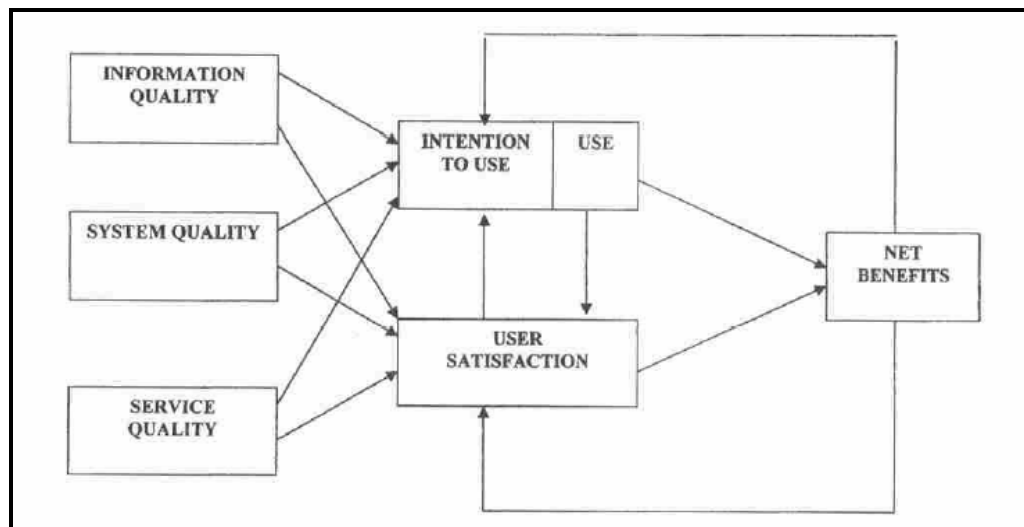 INFORMATION
QUALITY
SYSTEM QUALITY
SERVICE
QUALITY
INTENTION
TO USE
USE
USER
SATISFACTION
NET
BENEFITS